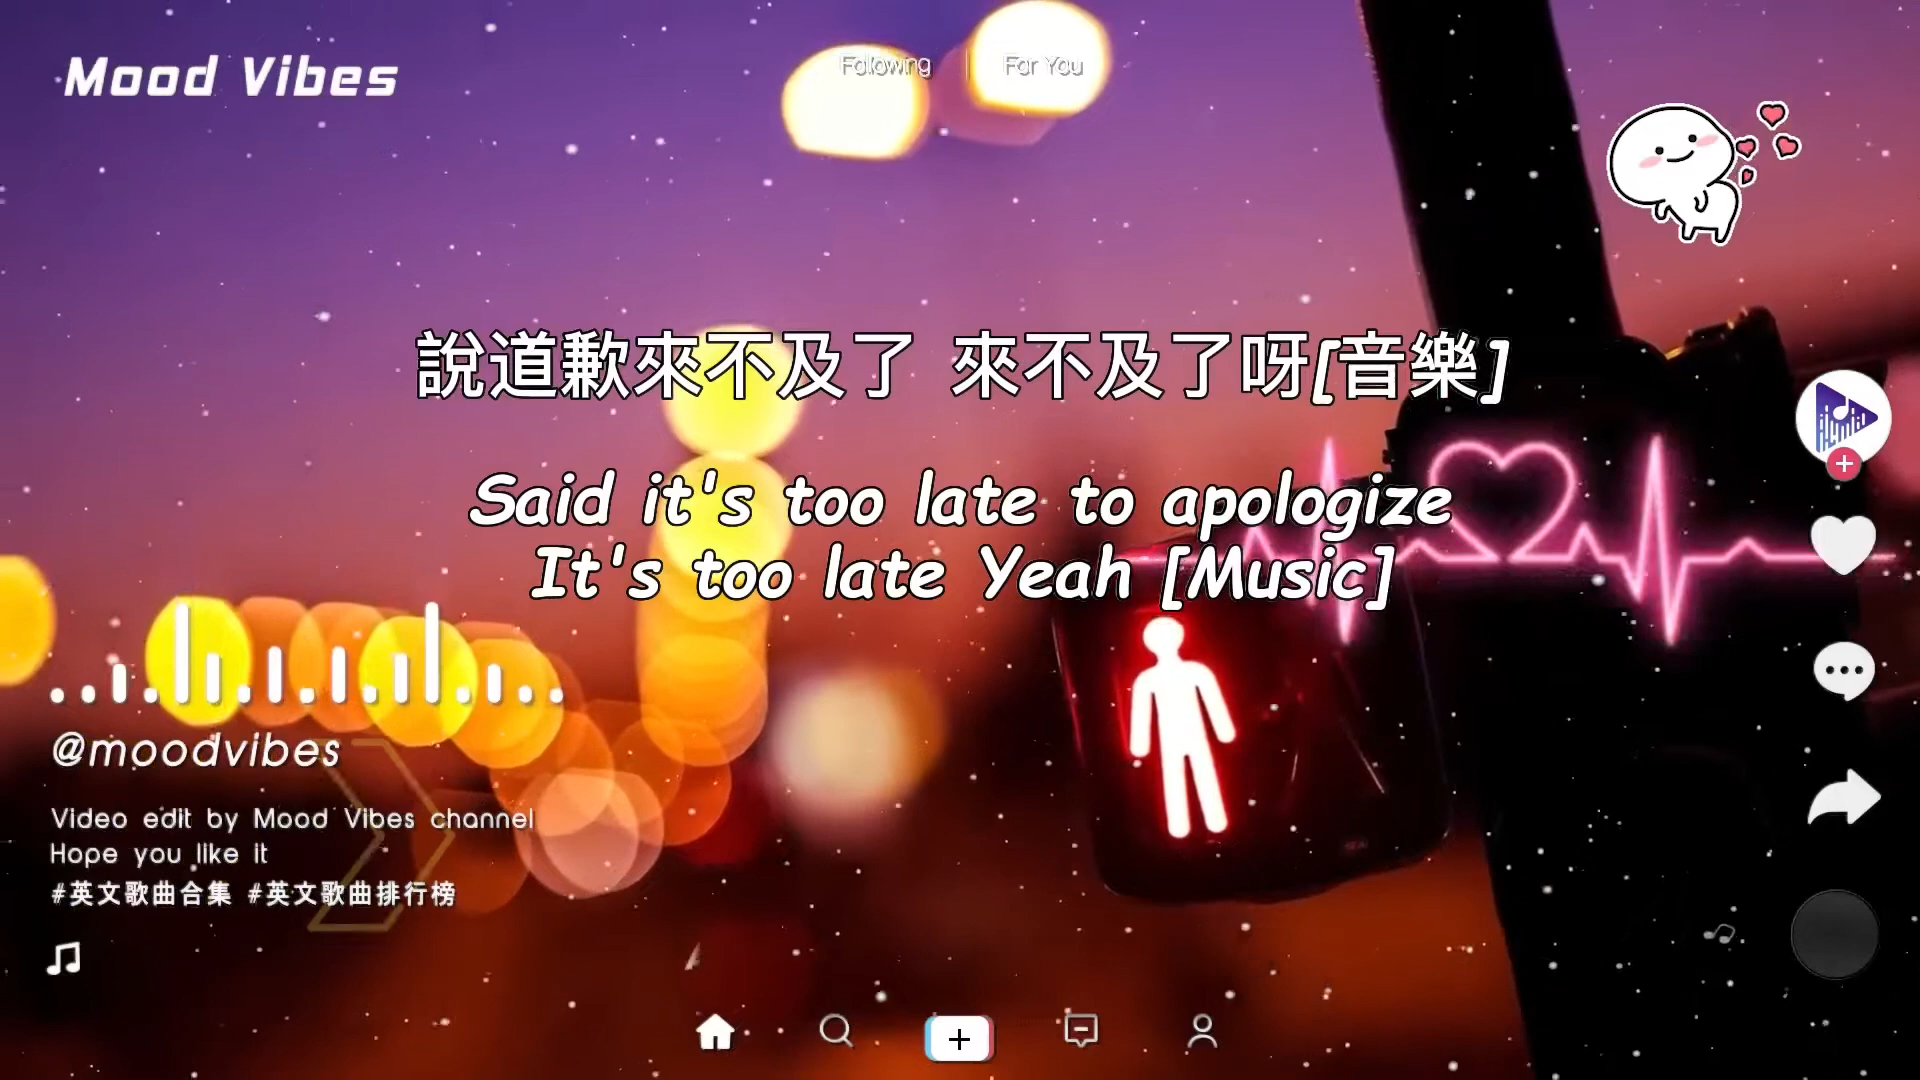 Mood Vibes
Following
For You
說道歉來不及了 來不及了呀[音樂]
Said it's too late to apologize
It's too late Yeah [Music]
@moodvibes
Video edit by Mood Vibes channel
Hope you like it
#英文歌曲合集 #英文歌曲排行榜